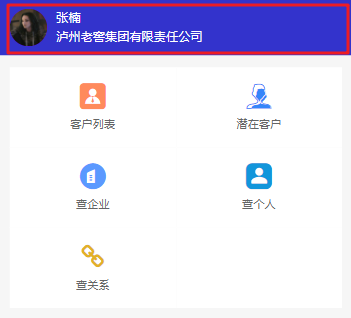 张楠
泸州老窖集团有限责任公司
客户列表
潜在客户
查企业
查个人
查关系